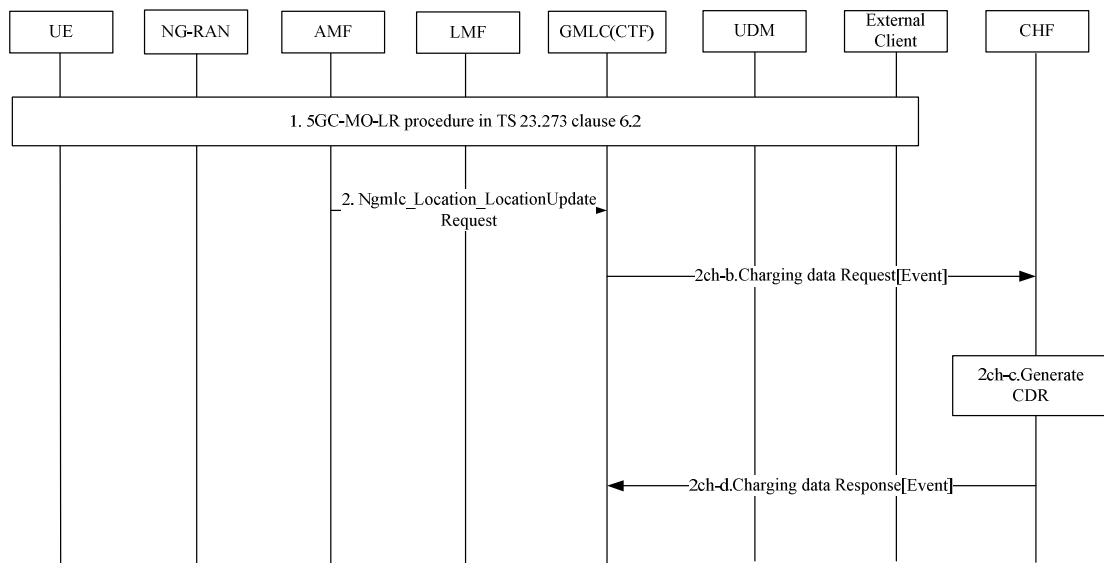 UE
NG-RAN
AMF
LMF
GMLC(CTF)
UDM
External
Client
CHF
1. 5GC-MO-LR procedure in TS 23.273 clause 6.2
2. Ngmlc_Location_LocationUpdate
Request
2ch-b.Charging data Request[Event]
2ch-c.Generate
CDR
2ch-d.Charging data Response[Event]